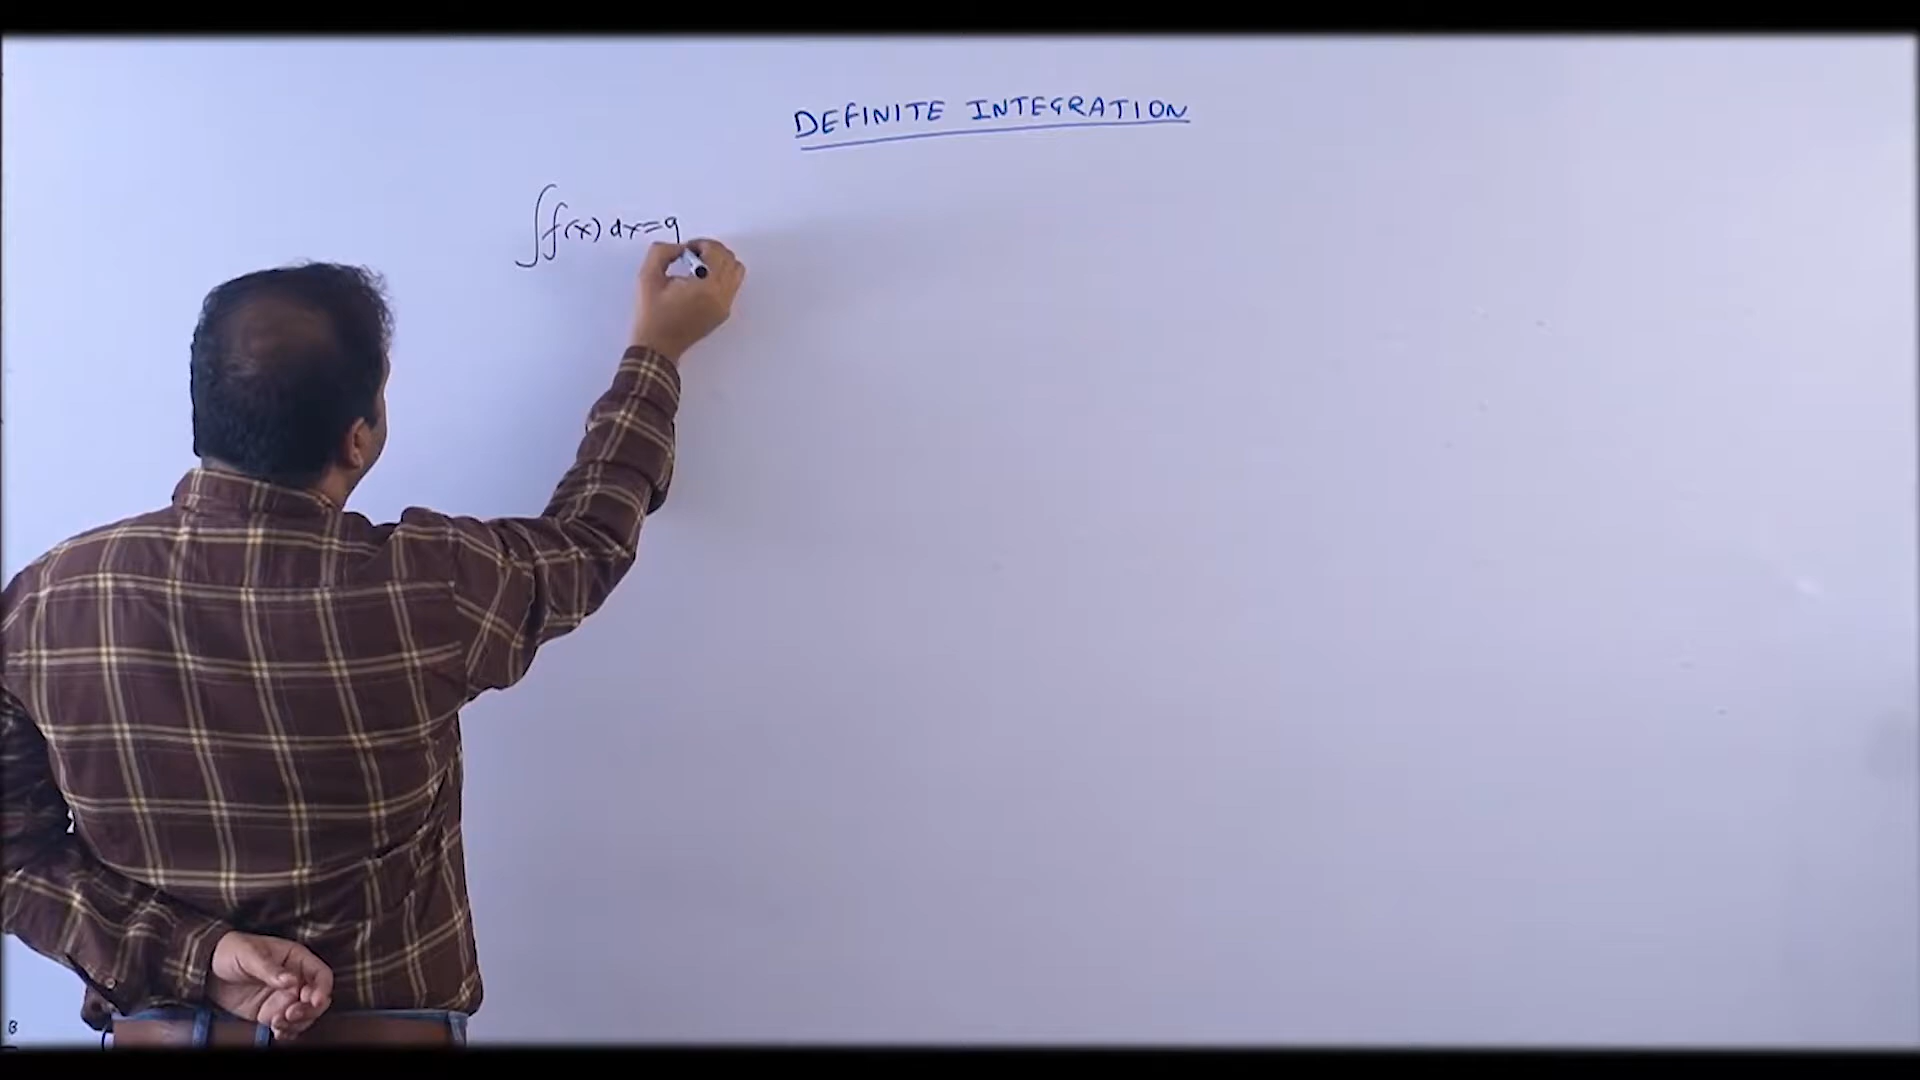 DEFINITE INTEGRATION
∫f(x) dx=g
B